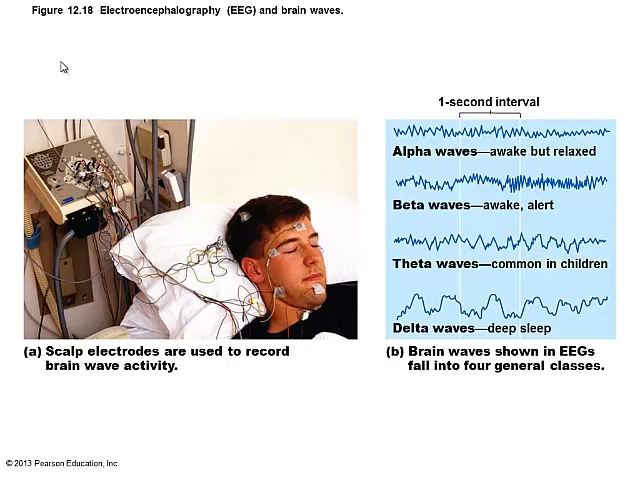 Figure 12.18 Electroencephalography (EEG) and brain waves.
1-second interval
Alpha waves—awake but relaxed
Beta waves—awake, alert
Theta waves—common in children
Delta waves—deep sleep
(a) Scalp electrodes are used to record
brain wave activity.
(b) Brain waves shown in EEGs
fall into four general classes.
© 2013 Pearson Education, Inc.